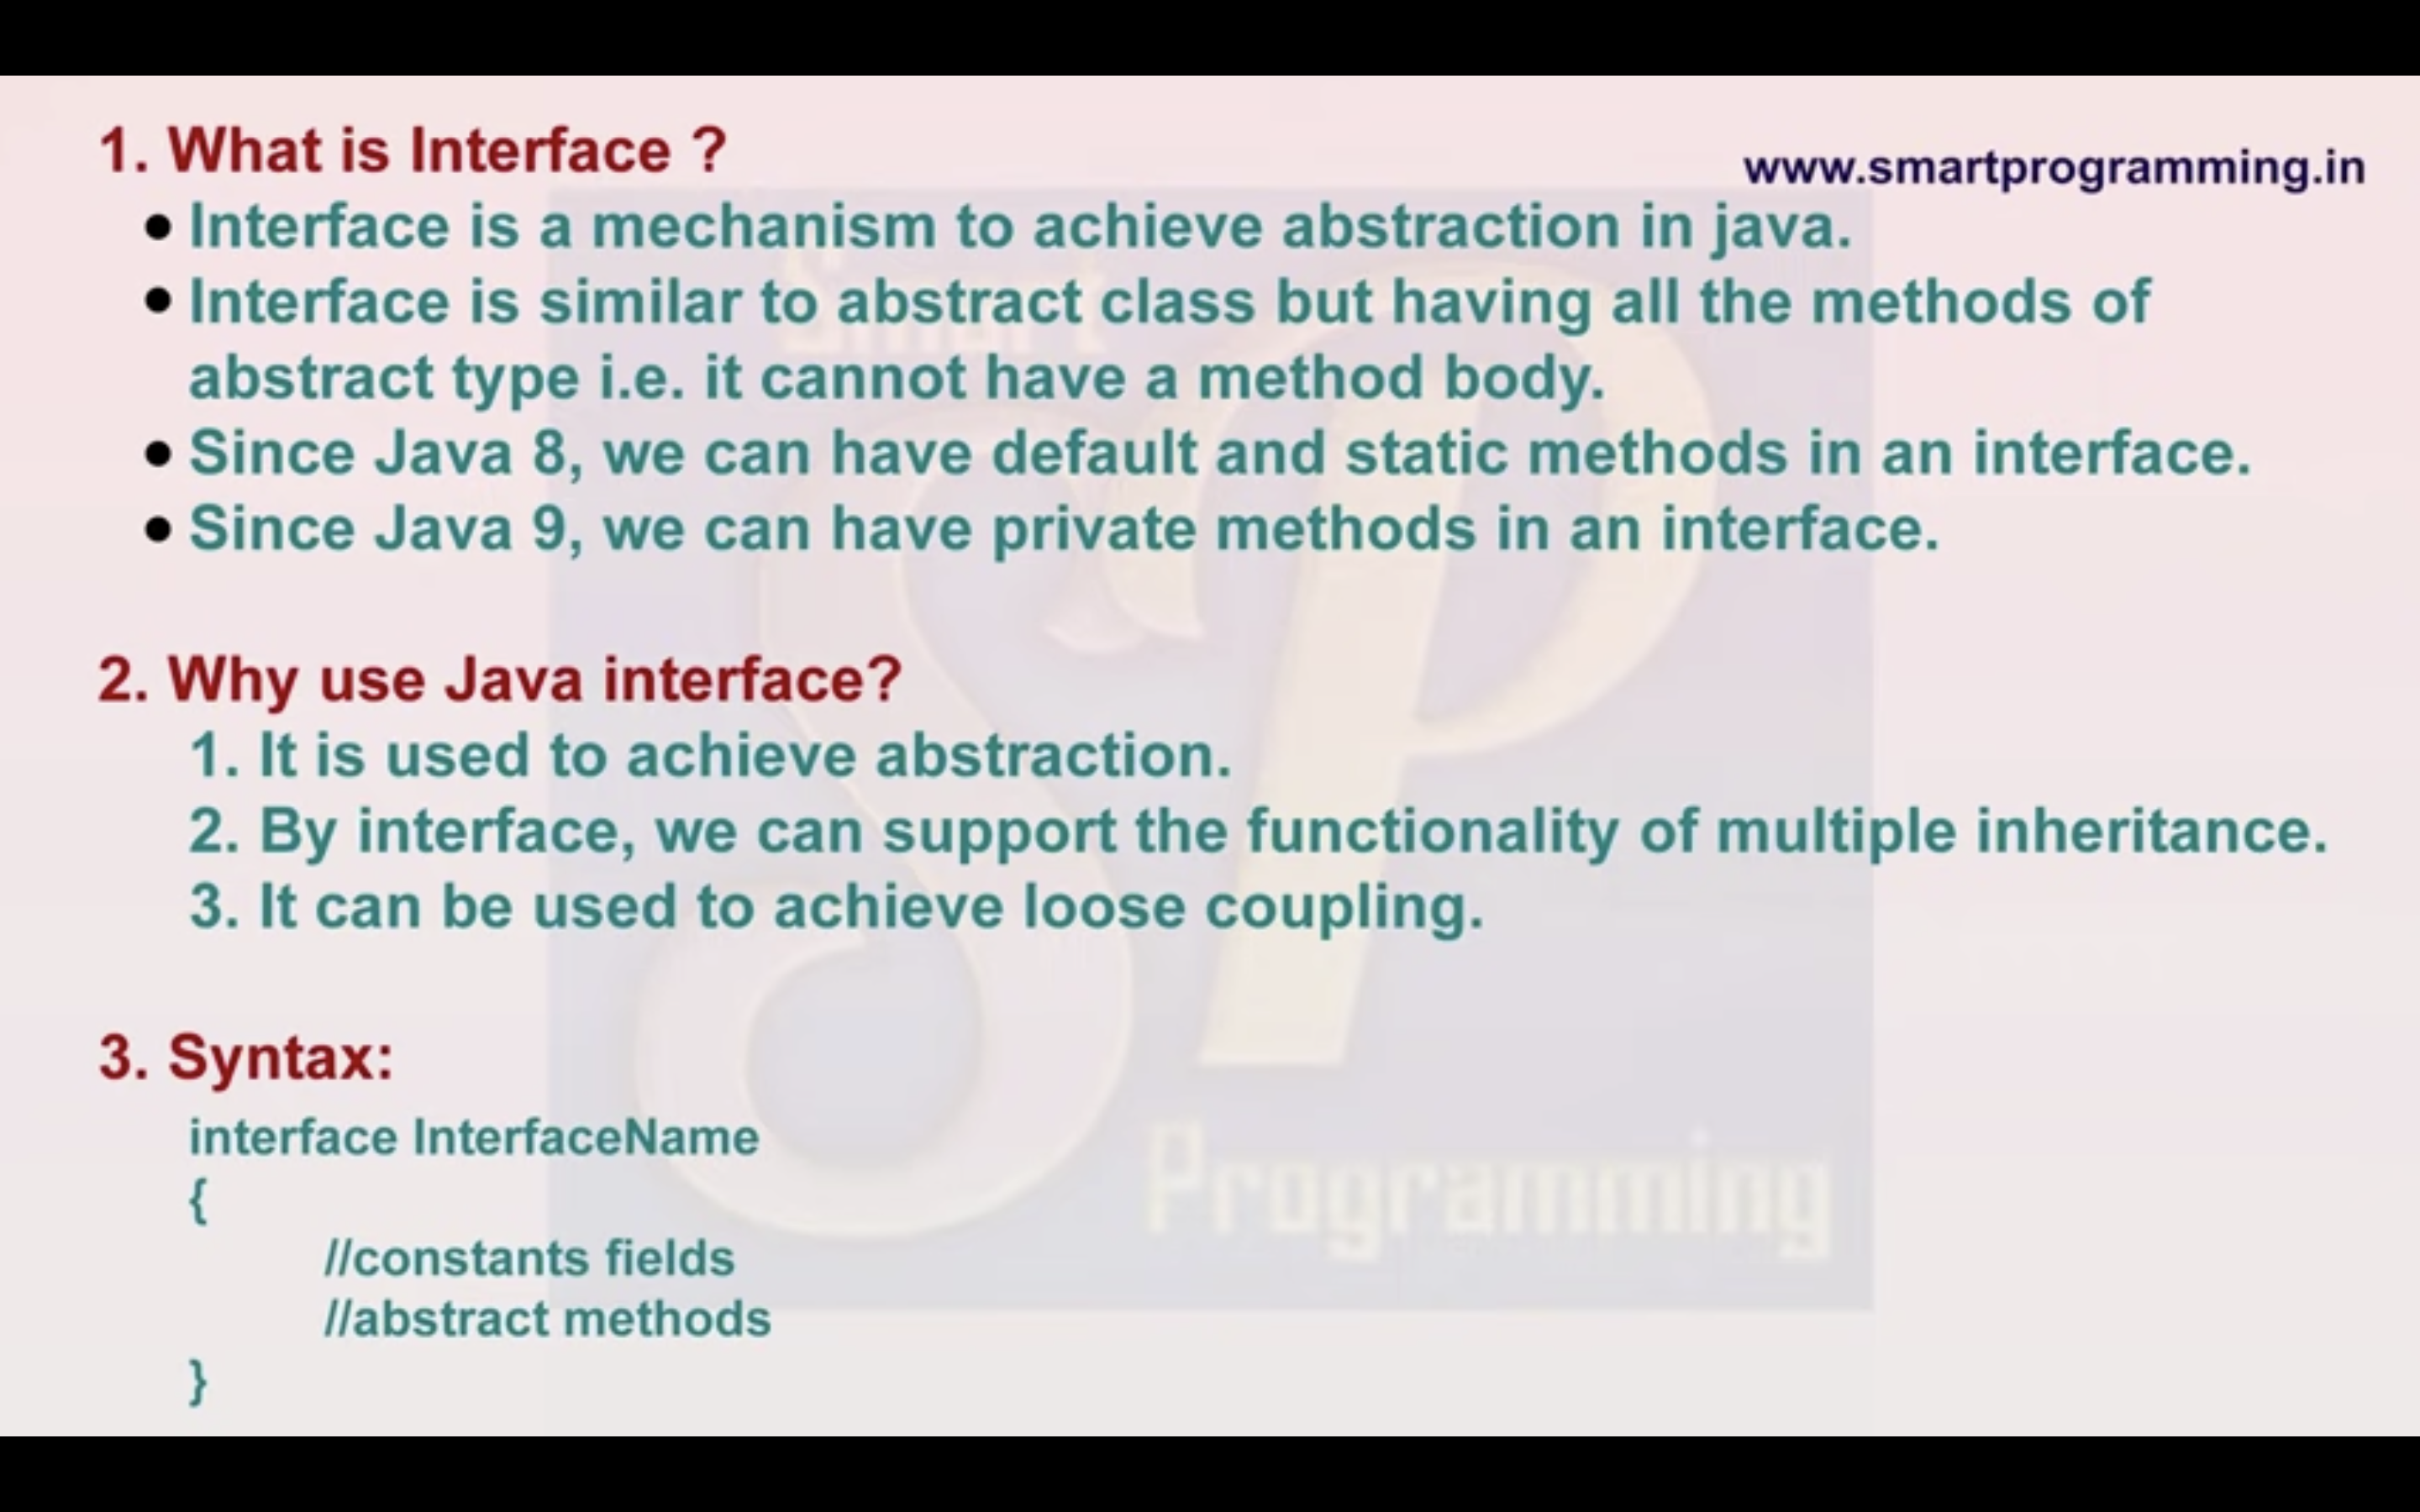 1. What is Interface ?
www.smartprogramming.in
• Interface is a mechanism to achieve abstraction in java.
• Interface is similar to abstract class but having all the methods of
abstract type i.e. it cannot have a method body.
• Since Java 8, we can have default and static methods in an interface.
• Since Java 9, we can have private methods in an interface.
2. Why use Java interface?
1. It is used to achieve abstraction.
2. By interface, we can support the functionality of multiple inheritance.
3. It can be used to achieve loose coupling.
3. Syntax:
interface InterfaceName
{
//constants fields
//abstract methods
}
Smart
SP
Programming